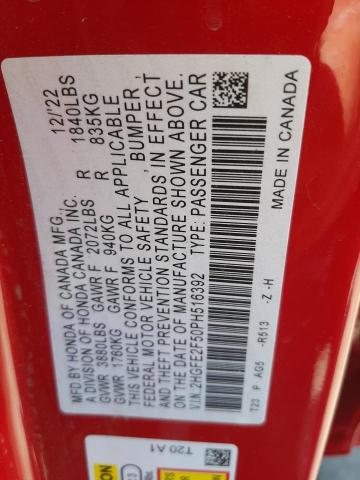 MFD BY HONDA OF CANADA MFG. 12/'22
A DIVISION OF HONDA CANADA INC.
GVWR 3880LBS GAWR F 2072LBS R 1840LBS
GVWR 1760KG GAWR F 940KG R 835KG
THIS VEHICLE CONFORMS TO ALL APPLICABLE
FEDERAL MOTOR VEHICLE SAFETY , BUMPER ,
AND THEFT PREVENTION STANDARDS IN EFFECT
ON THE DATE OF MANUFACTURE SHOWN ABOVE.
V.I.N.:2HGFE2F50PH516392 TYPE: PASSENGER CAR
MADE IN CANADA
T23 P AG5 -R513 -Z -H
T20 A1